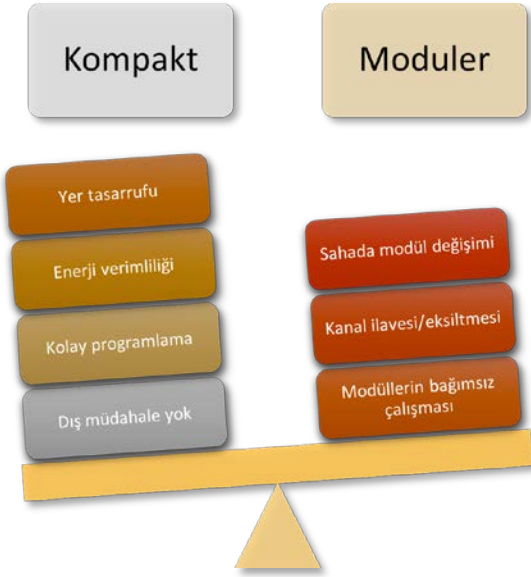 Kompakt
Moduler
Yer tasarrufu
Enerji verimliliği
Kolay programlama
Dış müdahale yok
Sahada modül değişimi
Kanal ilavesi/eksiltmesi
Modüllerin bağımsız
çalışması